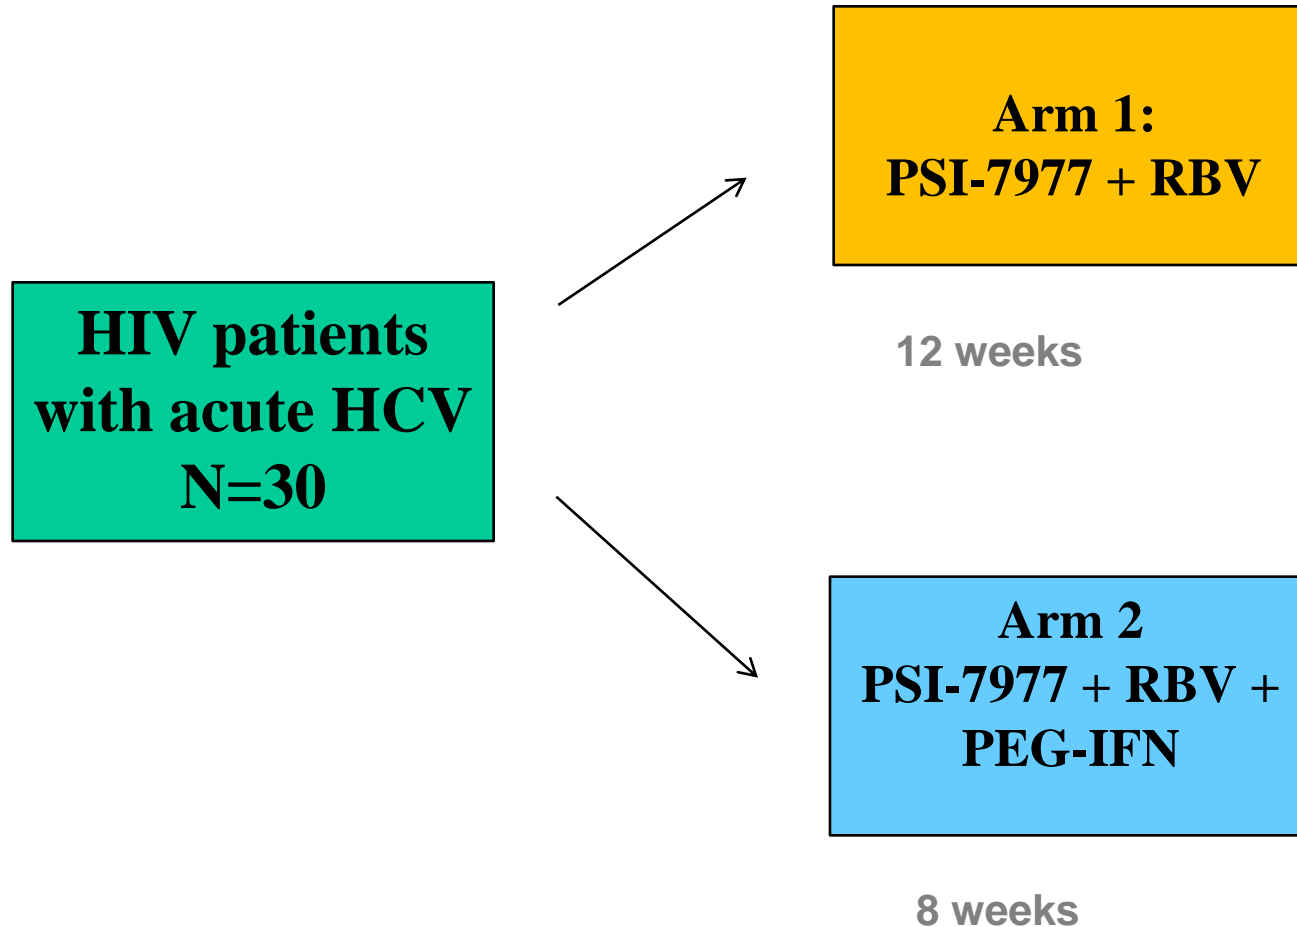 HIV patients
with acute HCV
N=30
Arm 1:
PSI-7977 + RBV
12 weeks
Arm 2
PSI-7977 + RBV +
PEG-IFN
8 weeks